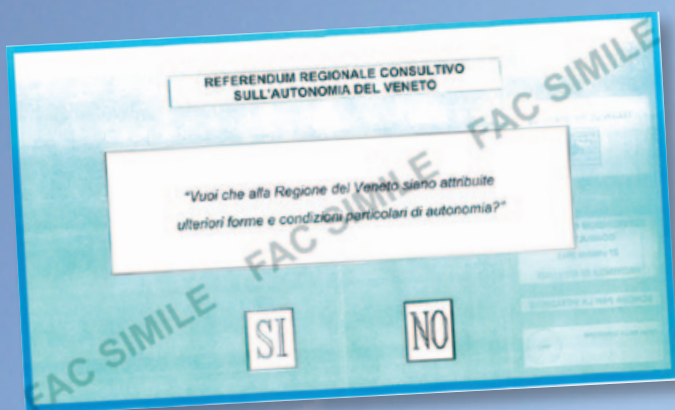 REFERENDUM REGIONALE CONSULTIVO
SULL'AUTONOMIA DEL VENETO
"Vuoi che alla Regione del Veneto siano attribuite
ulteriori forme e condizioni particolari di autonomia?"
SI
NO
FAC SIMILE FAC SIMILE FAC SIMILE